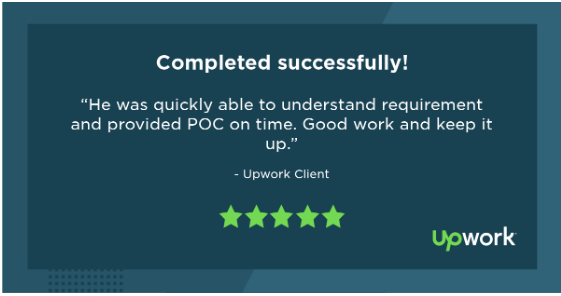 Completed successfully!
“He was quickly able to understand requirement
and provided POC on time. Good work and keep it
up.”
- Upwork Client
Upwork